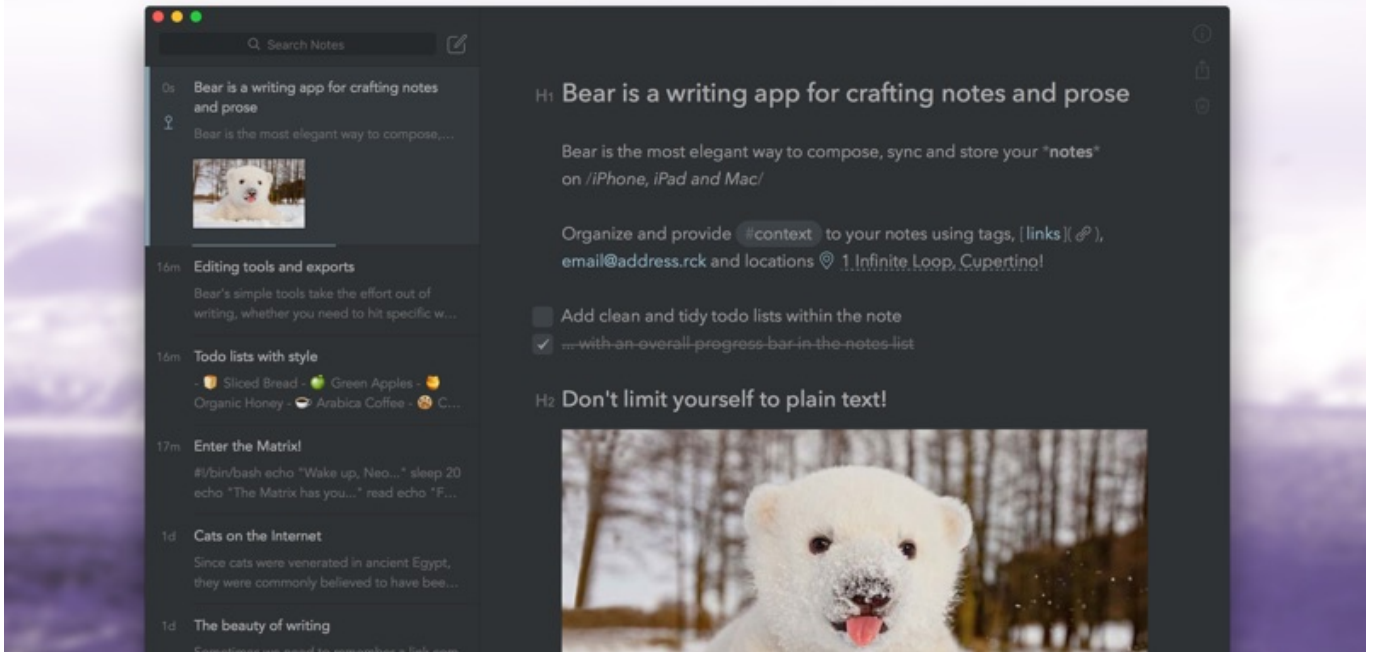 Search Notes
0s
Bear is a writing app for crafting notes
and prose
Bear is the most elegant way to compose,...
16m
Editing tools and exports
Bear's simple tools take the effort out of
writing, whether you need to hit specific w...
16m
Todo lists with style
- 🍞 Sliced Bread - 🍏 Green Apples - 🍯
Organic Honey - ☕ Arabica Coffee - 🍪 C...
17m
Enter the Matrix!
#!/bin/bash echo "Wake up, Neo..." sleep 20
echo "The Matrix has you..." read echo "F...
1d
Cats on the Internet
Since cats were venerated in ancient Egypt,
they were commonly believed to have bee...
1d
The beauty of writing
H1 Bear is a writing app for crafting notes and prose
Bear is the most elegant way to compose, sync and store your *notes*
on /iPhone, iPad and Mac/
Organize and provide #context to your notes using tags, [links](),
email@address.rck and locations 1 Infinite Loop, Cupertino!
Add clean and tidy todo lists within the note
... with an overall progress bar in the notes list
H2 Don't limit yourself to plain text!